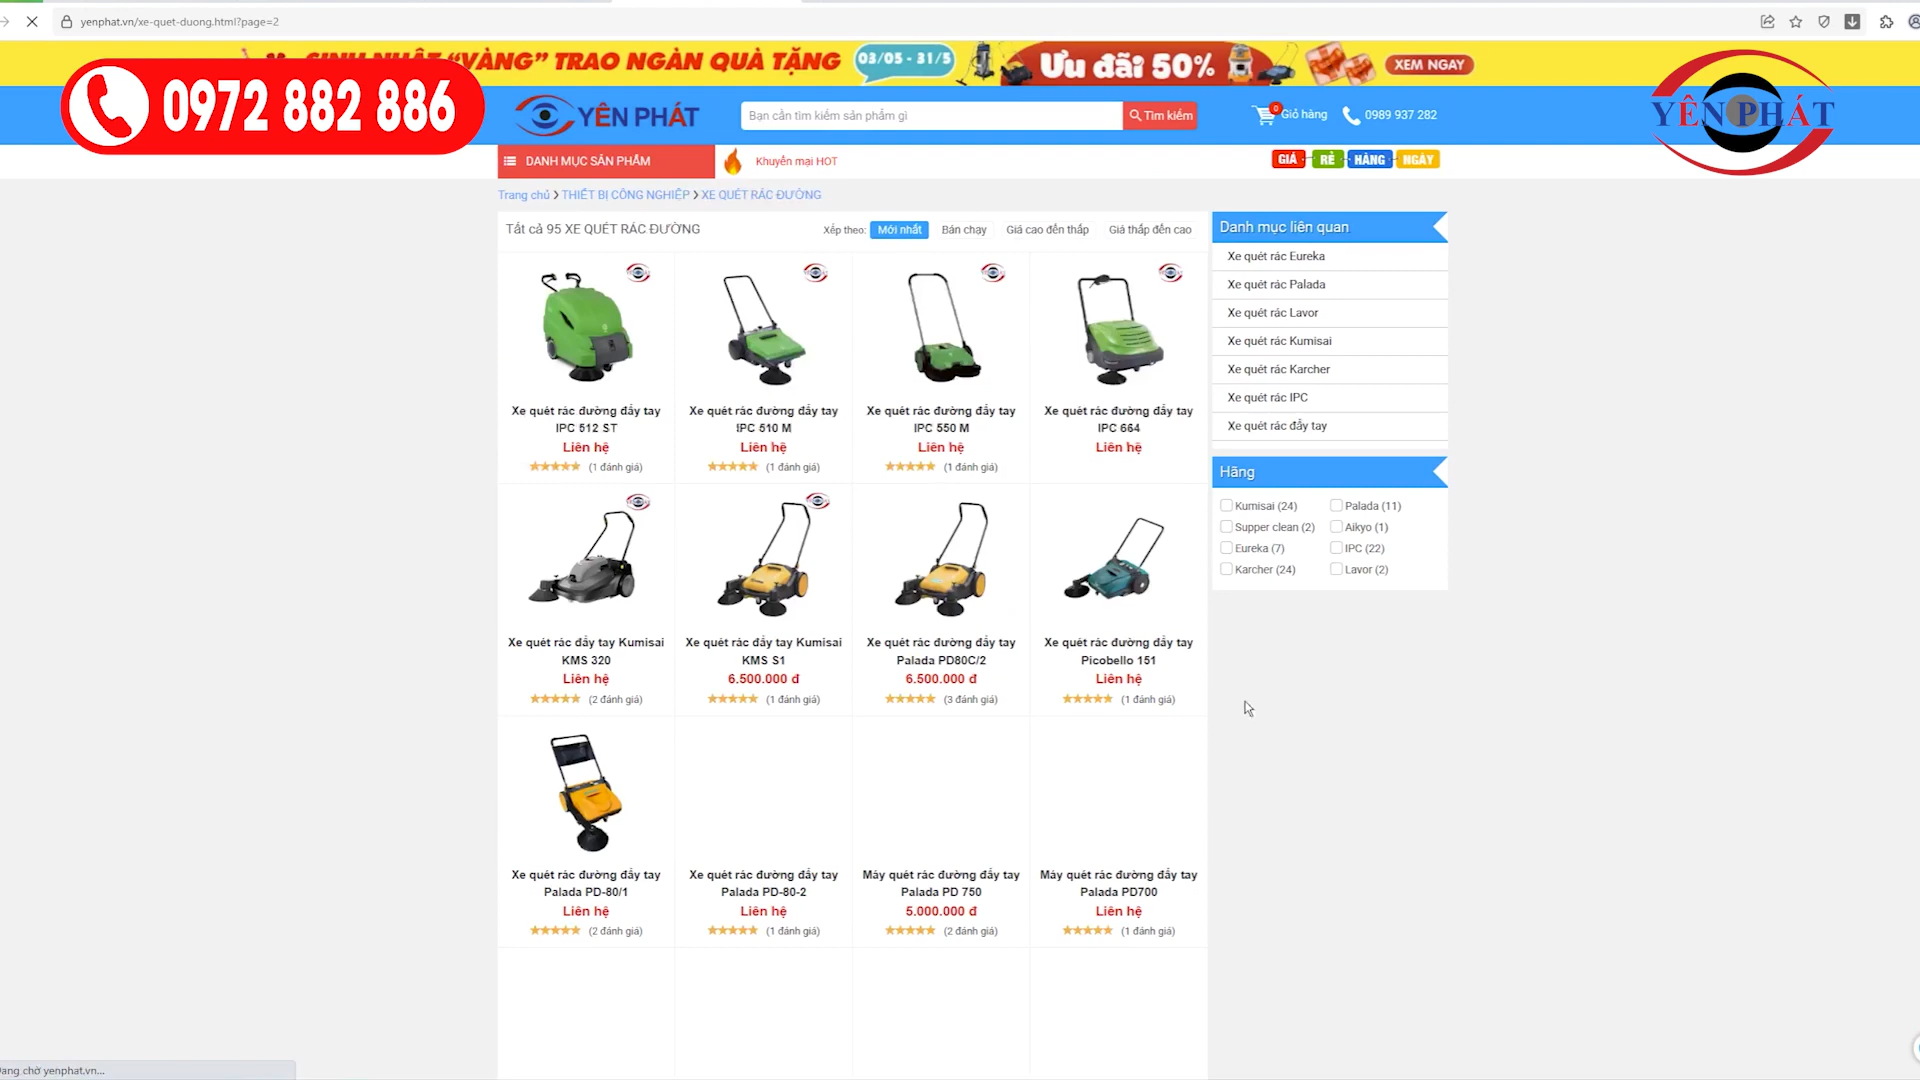 yenphat.vn/xe-quet-duong.html?page=2
SINH NHẬT “VÀNG” TRAO NGÀN QUÀ TẶNG
03/05 - 31/5
Ưu đãi 50%
XEM NGAY
0972 882 886
YÊN PHÁT
Bạn cần tìm kiếm sản phẩm gì
Tìm kiếm
0
Giỏ hàng
0989 937 282
YÊN PHÁT
DANH MỤC SẢN PHẨM
Khuyến mại HOT
GIÁ RẺ HÀNG NGÀY
Trang chủ > THIẾT BỊ CÔNG NGHIỆP > XE QUÉT RÁC ĐƯỜNG
Tất cả 95 XE QUÉT RÁC ĐƯỜNG
Xếp theo: Mới nhất Bán chạy Giá cao đến thấp Giá thấp đến cao
Xe quét rác đường đẩy tay
IPC 512 ST
Liên hệ
(1 đánh giá)
Xe quét rác đường đẩy tay
IPC 510 M
Liên hệ
(1 đánh giá)
Xe quét rác đường đẩy tay
IPC 550 M
Liên hệ
(1 đánh giá)
Xe quét rác đường đẩy tay
IPC 664
Liên hệ
Xe quét rác đẩy tay Kumisai
KMS 320
Liên hệ
(2 đánh giá)
Xe quét rác đẩy tay Kumisai
KMS S1
6.500.000 đ
(1 đánh giá)
Xe quét rác đường đẩy tay
Palada PD80C/2
6.500.000 đ
(3 đánh giá)
Xe quét rác đường đẩy tay
Picobello 151
Liên hệ
(1 đánh giá)
Xe quét rác đường đẩy tay
Palada PD-80/1
Liên hệ
(2 đánh giá)
Xe quét rác đường đẩy tay
Palada PD-80-2
Liên hệ
(1 đánh giá)
Máy quét rác đường đẩy tay
Palada PD 750
5.000.000 đ
(2 đánh giá)
Máy quét rác đường đẩy tay
Palada PD700
Liên hệ
(1 đánh giá)
Danh mục liên quan
Xe quét rác Eureka
Xe quét rác Palada
Xe quét rác Lavor
Xe quét rác Kumisai
Xe quét rác Karcher
Xe quét rác IPC
Xe quét rác đẩy tay
Hãng
Kumisai (24) Palada (11)
Supper clean (2) Aikyo (1)
Eureka (7) IPC (22)
Karcher (24) Lavor (2)
chờ yenphat.vn...